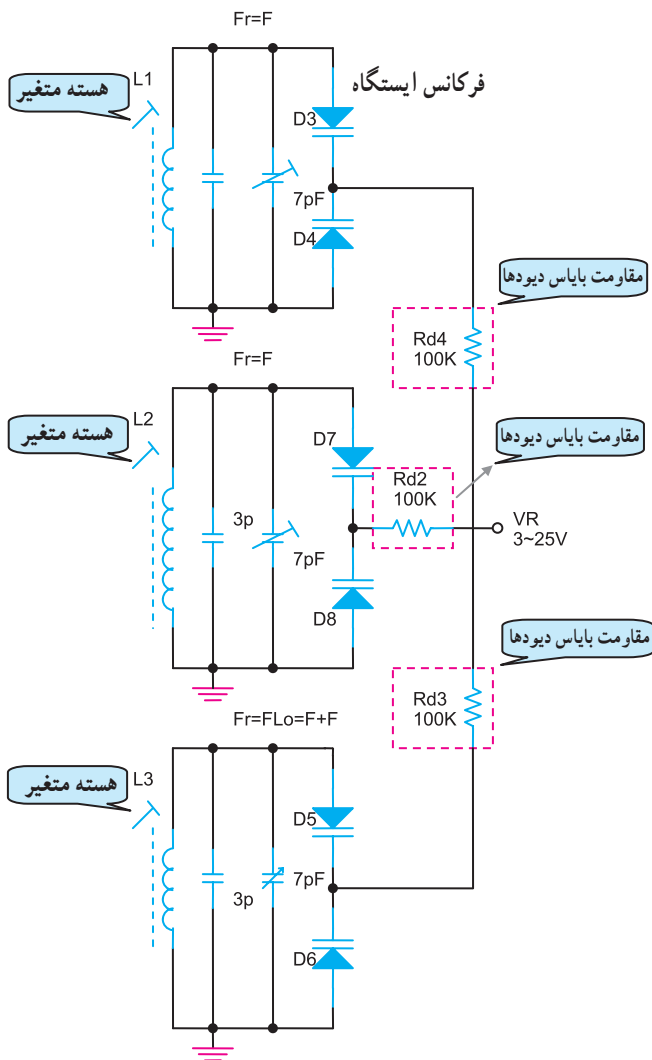 Fr=F
هسته متغیر
L1
فرکانس ایستگاه
D3
7pF
D4
مقاومت بایاس دیودها
Rd4
100K
Fr=F
هسته متغیر
L2
D7
مقاومت بایاس دیودها
Rd2
100K
3p
7pF
VR
3~25V
D8
مقاومت بایاس دیودها
Rd3
100K
Fr=FLo=F+F
هسته متغیر
L3
D5
3p
7pF
D6